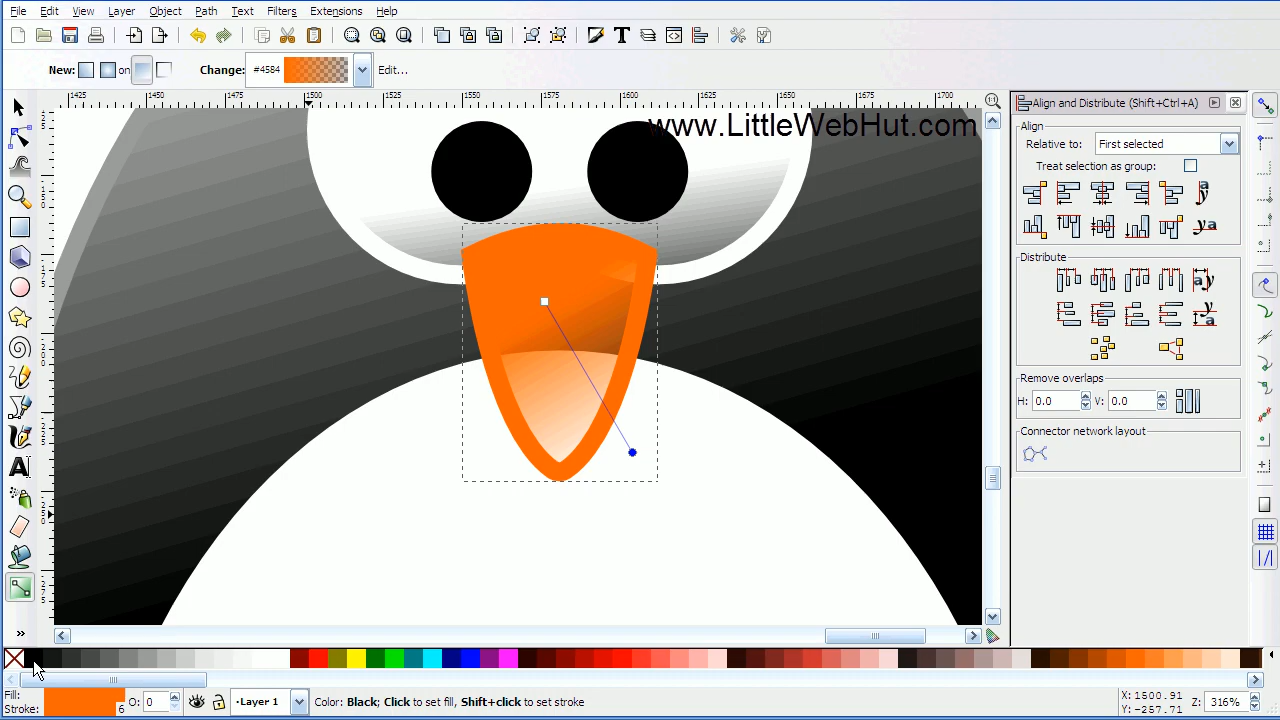 File Edit View Layer Object Path Text Filters Extensions Help
New: on Change: #4584 Edit...
1425 1450 1475 1500 1525 1550 1575 1600 1625 1650 1675 1700
www.LittleWebHut.com
Align and Distribute (Shift+Ctrl+A)
Align
Relative to: First selected
Treat selection as group:
Distribute
Remove overlaps
H: 0.0 V: 0.0
Connector network layout
Fill:
Stroke: 6
O: 0
Layer 1
Color: Black; Click to set fill, Shift+click to set stroke
X: 1500.91
Y: -257.71
Z: 316%